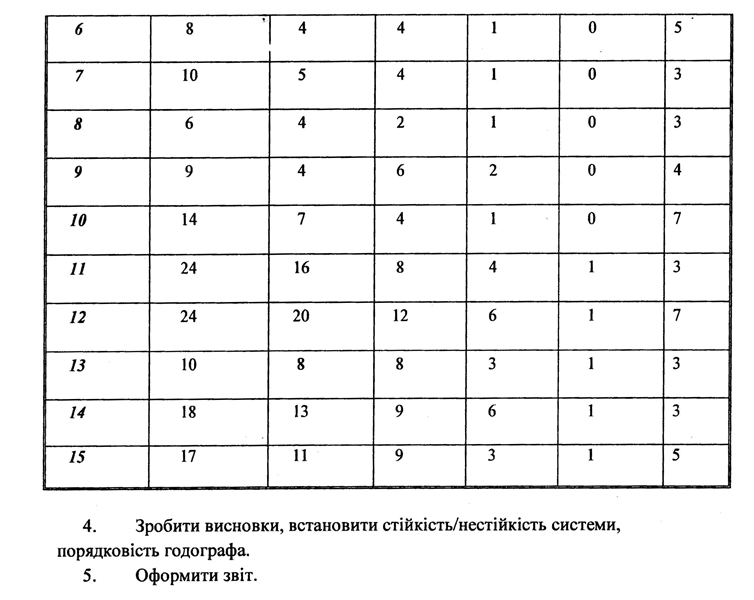 6 8 4 4 1 0 5
7 10 5 4 1 0 3
8 6 4 2 1 0 3
9 9 4 6 2 0 4
10 14 7 4 1 0 7
11 24 16 8 4 1 3
12 24 20 12 6 1 7
13 10 8 8 3 1 3
14 18 13 9 6 1 3
15 17 11 9 3 1 5
4. Зробити висновки, встановити стійкість/нестійкість системи,
порядковість годографа.
5. Оформити звіт.